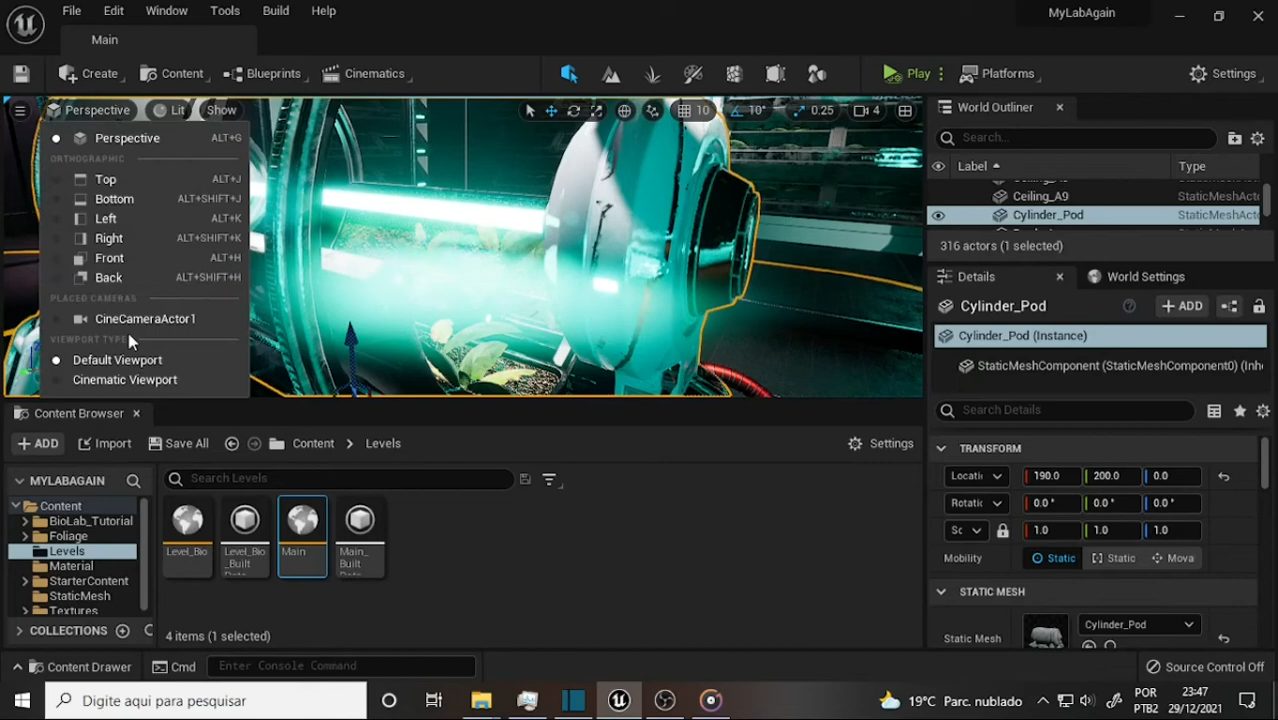 File Edit Window Tools Build Help
MyLabAgain
Main
Create Content Blueprints Cinematics Play Platforms Settings
Perspective Lit Show 10 10° 0.25 4
Perspective ALT+G
ORTHOGRAPHIC
Top ALT+J
Bottom ALT+SHIFT+J
Left ALT+K
Right ALT+SHIFT+K
Front ALT+H
Back ALT+SHIFT+H
PLACED CAMERAS
CineCameraActor1
VIEWPORT TYPE
Default Viewport
Cinematic Viewport
World Outliner
Search...
Label Type
Ceiling_A9 StaticMeshActo
Cylinder_Pod StaticMeshActo
316 actors (1 selected)
Details World Settings
Cylinder_Pod ADD
Cylinder_Pod (Instance)
StaticMeshComponent (StaticMeshComponent0) (Inh
Search Details
TRANSFORM
Locati 190.0 200.0 0.0
Rotati 0.0° 0.0° 0.0°
Sc 1.0 1.0 1.0
Mobility Static Static Mova
STATIC MESH
Static Mesh Cylinder_Pod
Content Browser
ADD Import Save All Content Levels Settings
MYLABAGAIN
Search Levels
Content
BioLab_Tutorial
Foliage
Levels
Material
StarterContent
StaticMesh
Textures
COLLECTIONS
Level_Bio
Level_Bio
_Built
Main
Main_
Built
4 items (1 selected)
Content Drawer Cmd Enter Console Command Source Control Off
Digite aqui para pesquisar
19°C Parc. nublado
POR
PTB2
23:47
29/12/2021